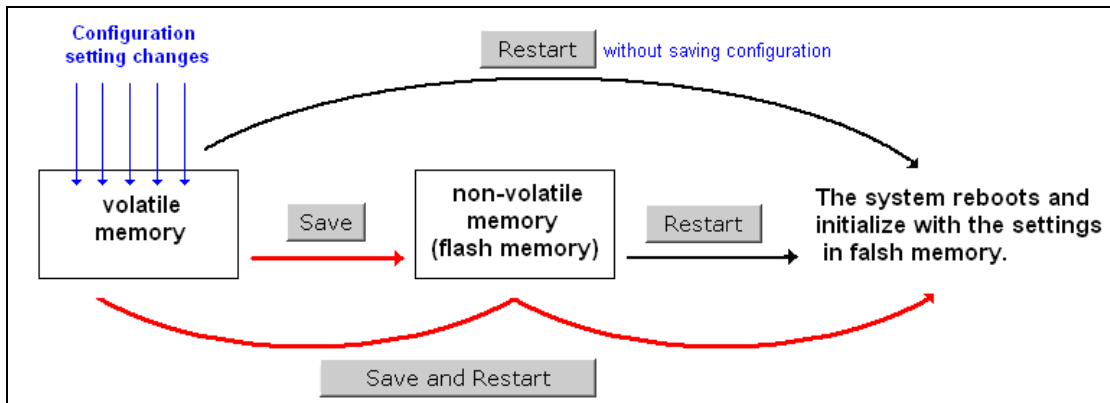 Configuration
setting changes
Restart
without saving configuration
volatile
memory
Save
non-volatile
memory
(flash memory)
Restart
The system reboots and
initialize with the settings
in falsh memory.
Save and Restart